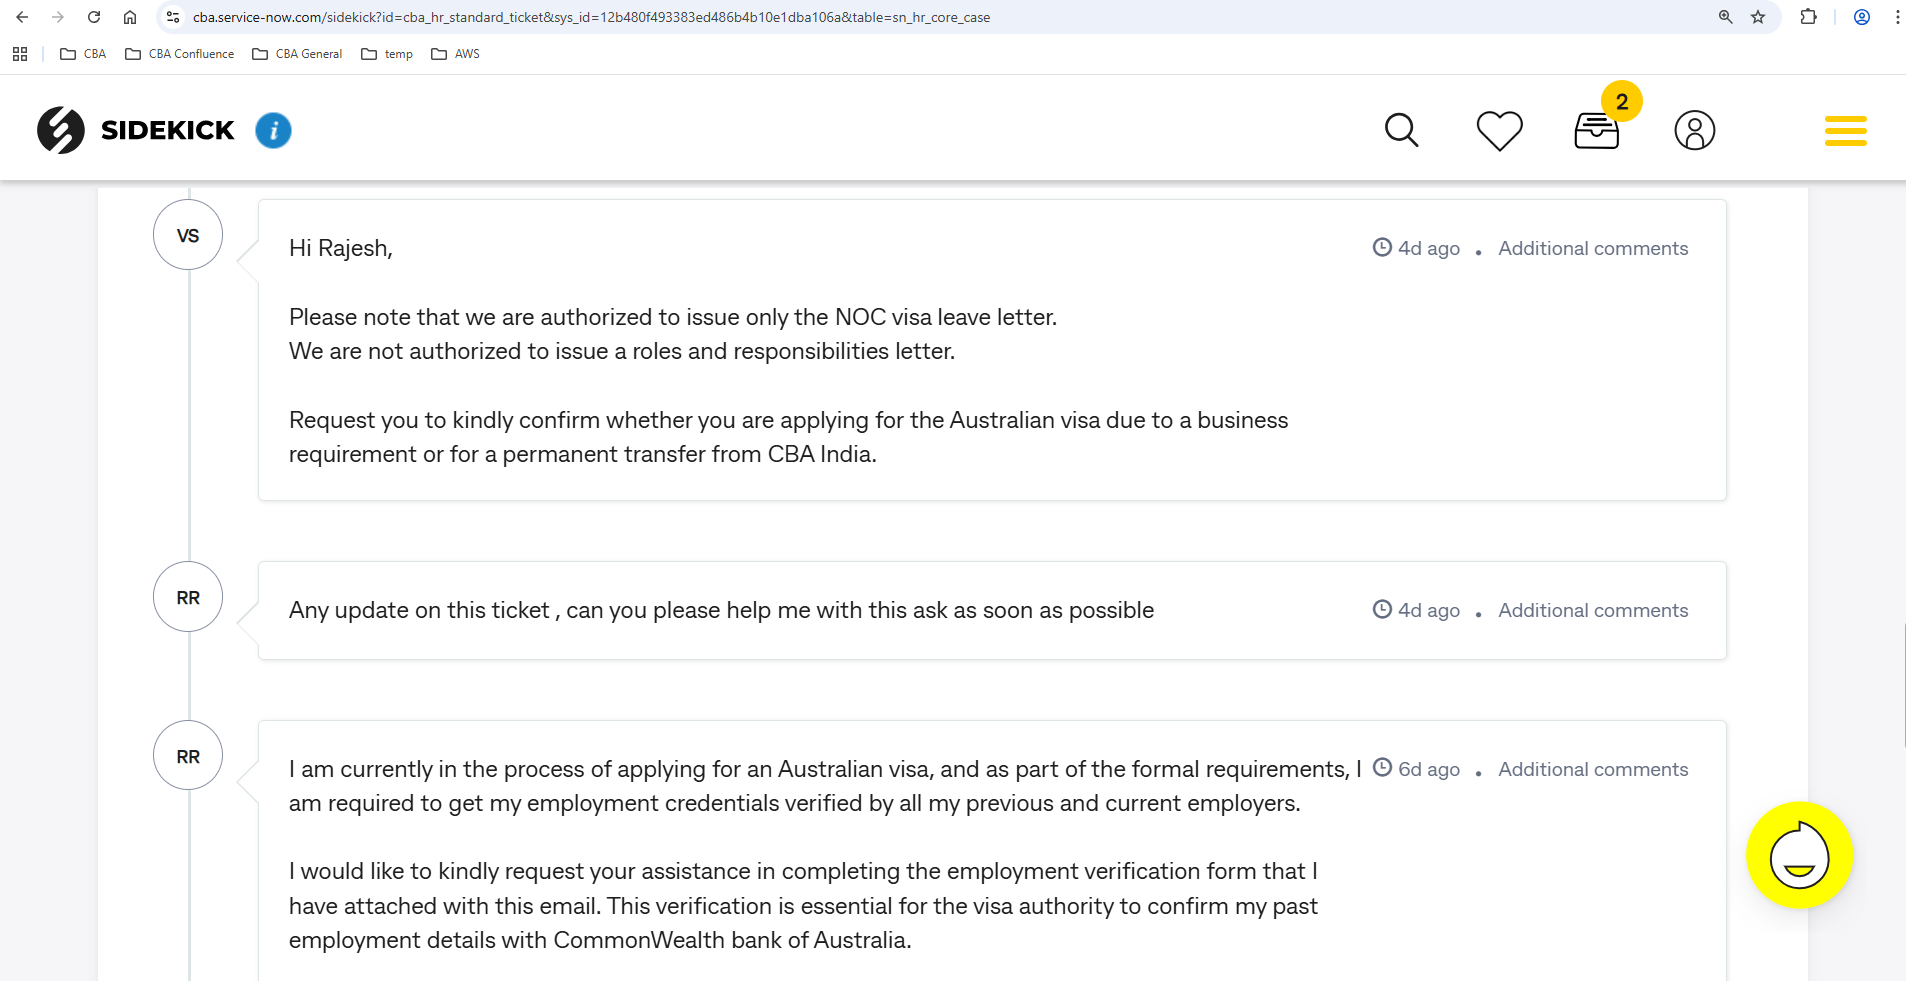 cba.service-now.com/sidekick?id=cba_hr_standard_ticket&sys_id=12b480f493383ed486b4b10e1dba106a&table=sn_hr_core_case
CBA CBA Confluence CBA General temp AWS
SIDEKICK i 2
VS
Hi Rajesh, 4d ago . Additional comments
Please note that we are authorized to issue only the NOC visa leave letter.
We are not authorized to issue a roles and responsibilities letter.
Request you to kindly confirm whether you are applying for the Australian visa due to a business
requirement or for a permanent transfer from CBA India.
RR
Any update on this ticket , can you please help me with this ask as soon as possible 4d ago . Additional comments
RR
I am currently in the process of applying for an Australian visa, and as part of the formal requirements, I 6d ago . Additional comments
am required to get my employment credentials verified by all my previous and current employers.
I would like to kindly request your assistance in completing the employment verification form that I
have attached with this email. This verification is essential for the visa authority to confirm my past
employment details with CommonWealth bank of Australia.